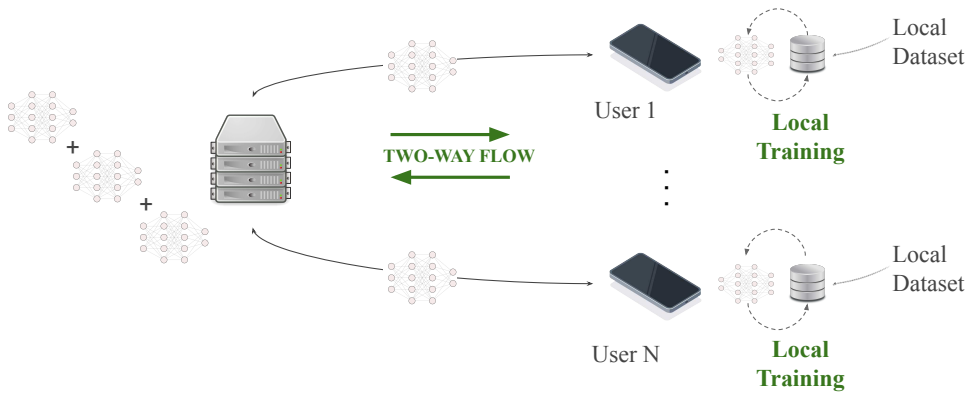 Local
Dataset
User 1
Local
Training
TWO-WAY FLOW
+
+
Local
Dataset
User N
Local
Training